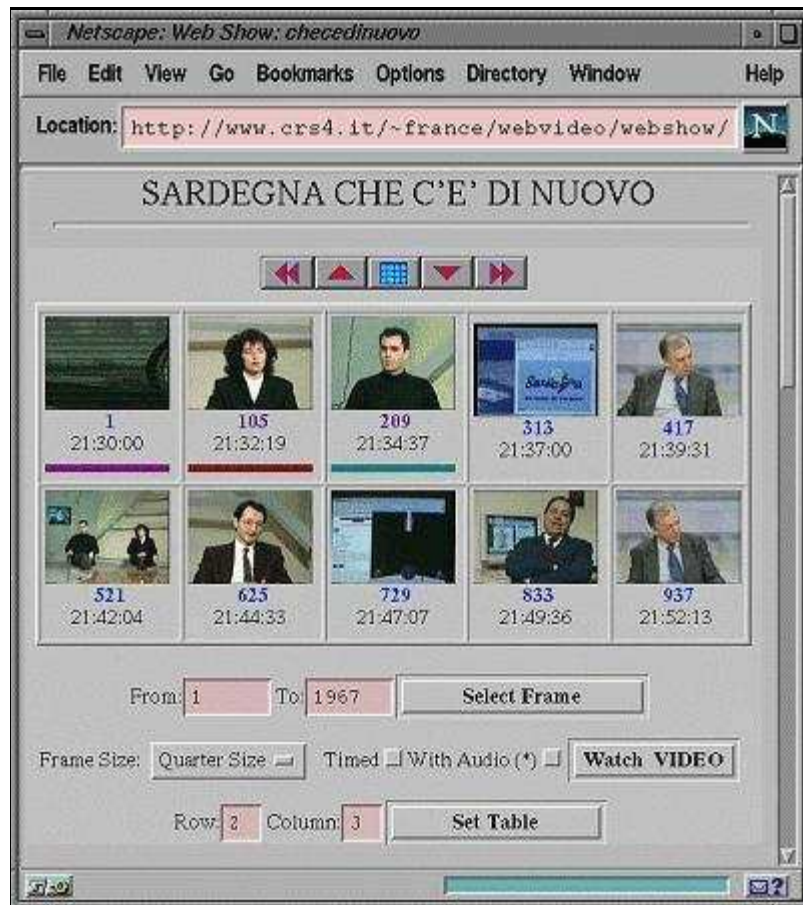 Netscape: Web Show: checedinuovo
File Edit View Go Bookmarks Options Directory Window Help
Location: http://www.crs4.it/~france/webvideo/webshow/
N
SARDEGNA CHE C'E' DI NUOVO
1 105 209 313 417
21:30:00 21:32:19 21:34:37 21:37:00 21:39:31
521 625 729 833 937
21:42:04 21:44:33 21:47:07 21:49:36 21:52:13
From: 1 To: 1967 Select Frame
Frame Size: Quarter Size Timed With Audio (*) Watch VIDEO
Row: 2 Column: 3 Set Table
?